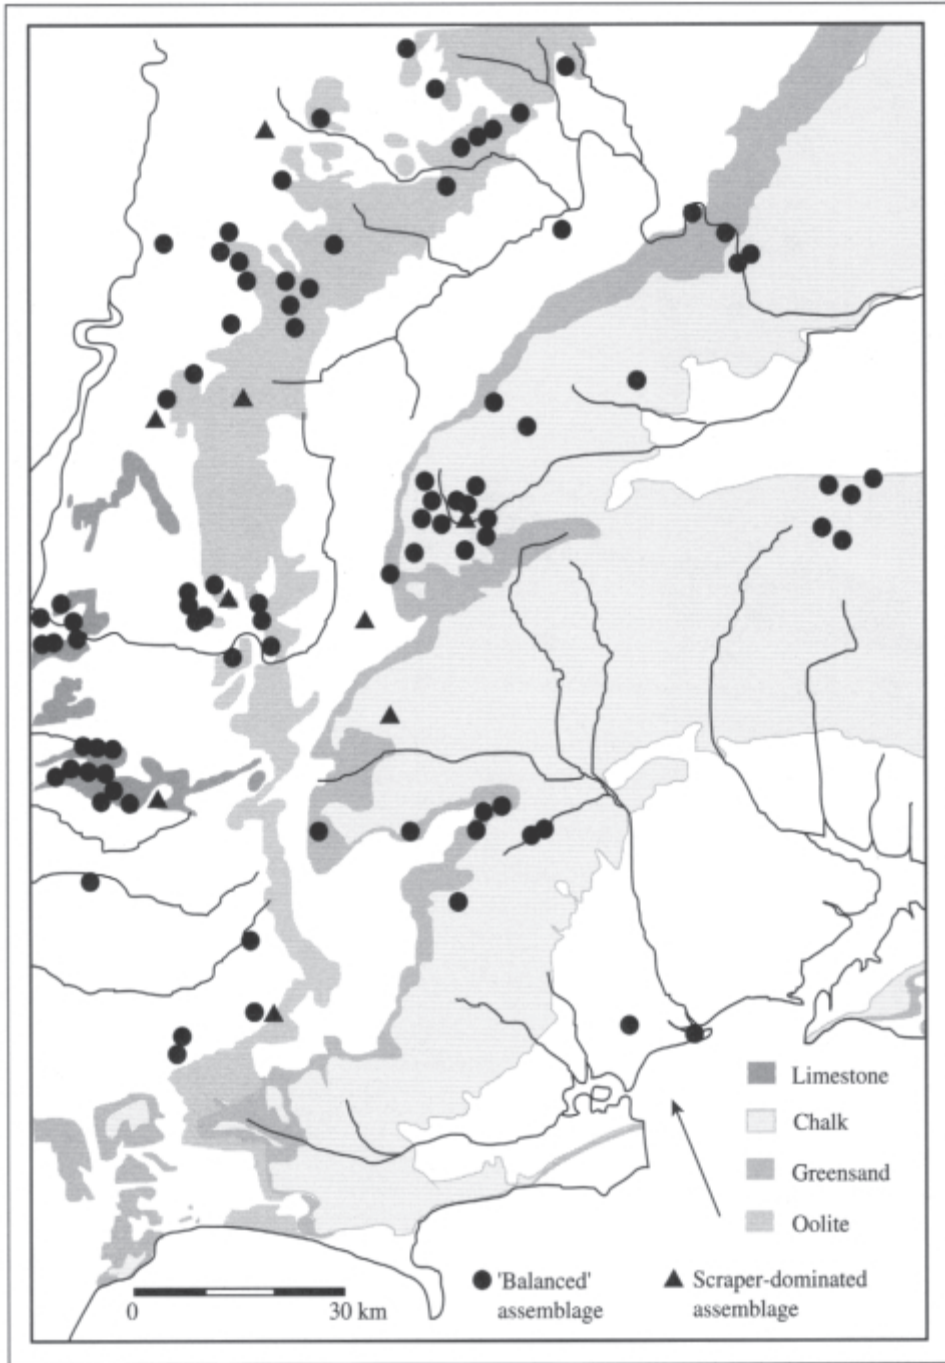 Limestone
Chalk
Greensand
Oolite
'Balanced'
assemblage
Scraper-dominated
assemblage
0
30 km